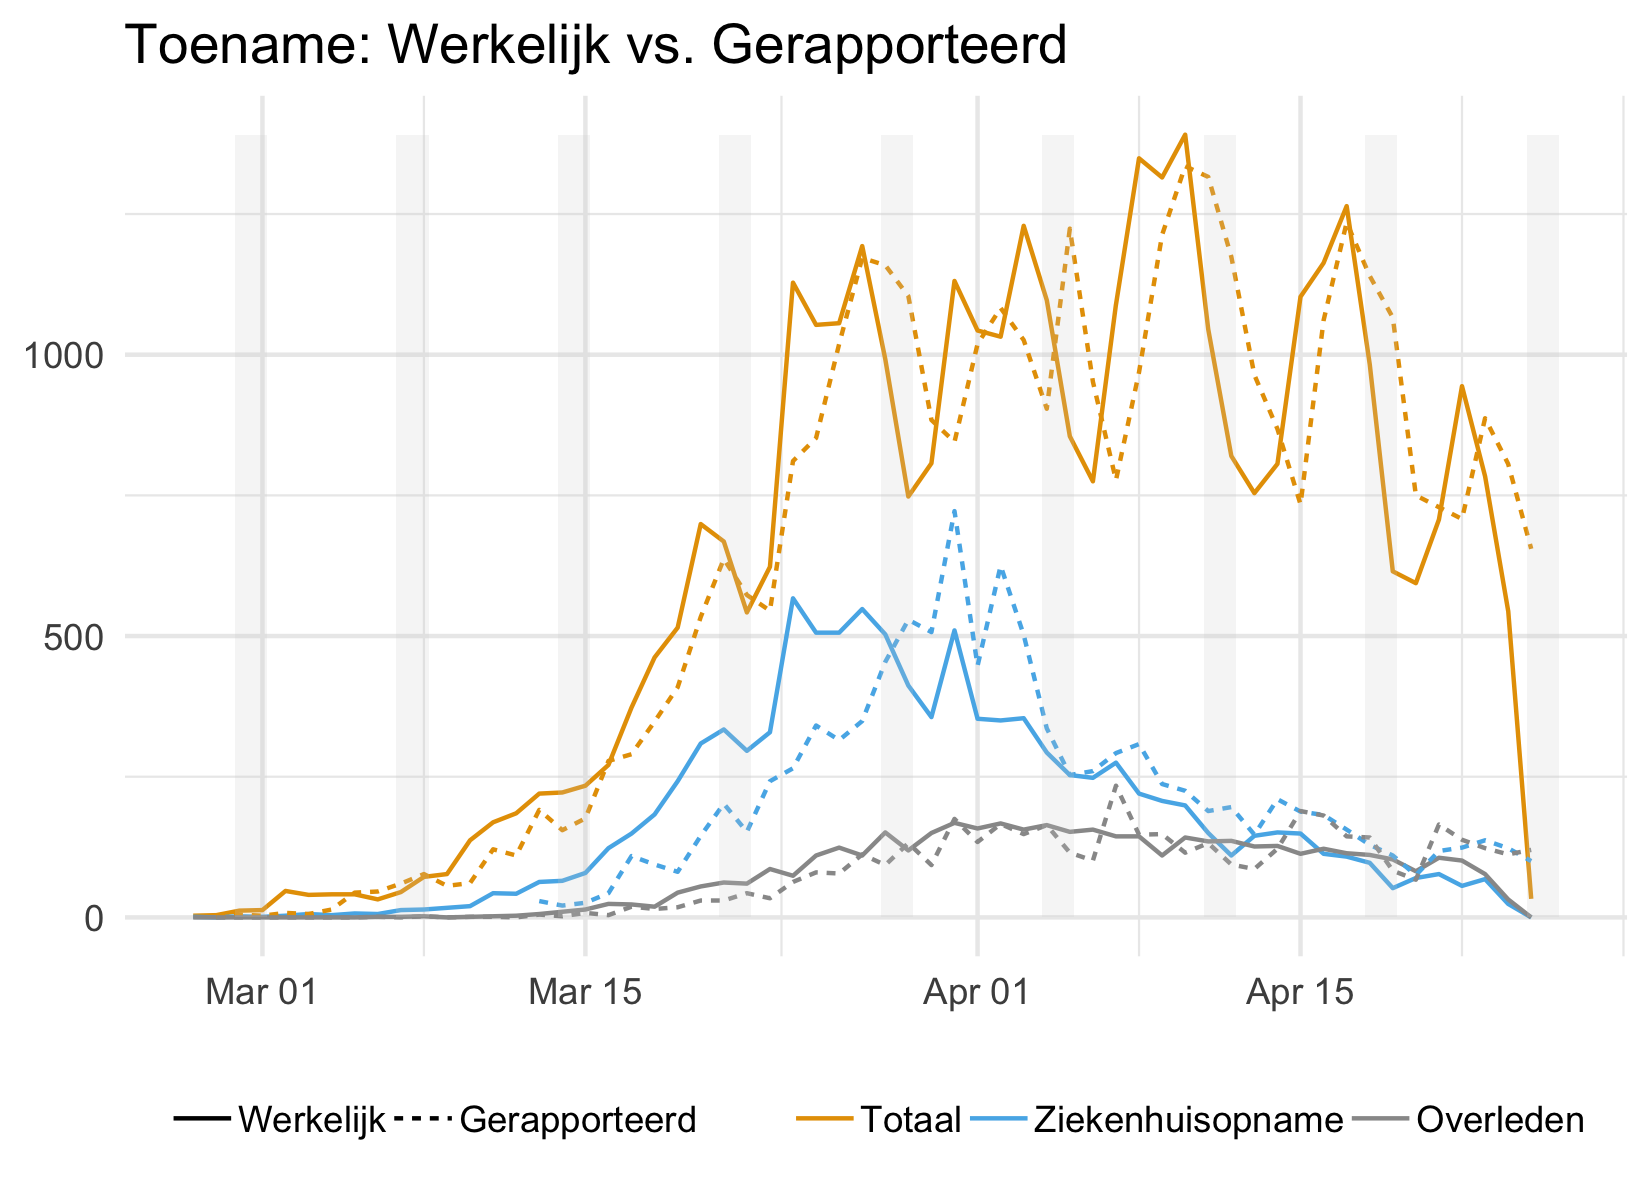 Toename: Werkelijk vs. Gerapporteerd
1000
500
0
Mar 01 Mar 15 Apr 01 Apr 15
Werkelijk Gerapporteerd Totaal Ziekenhuisopname Overleden